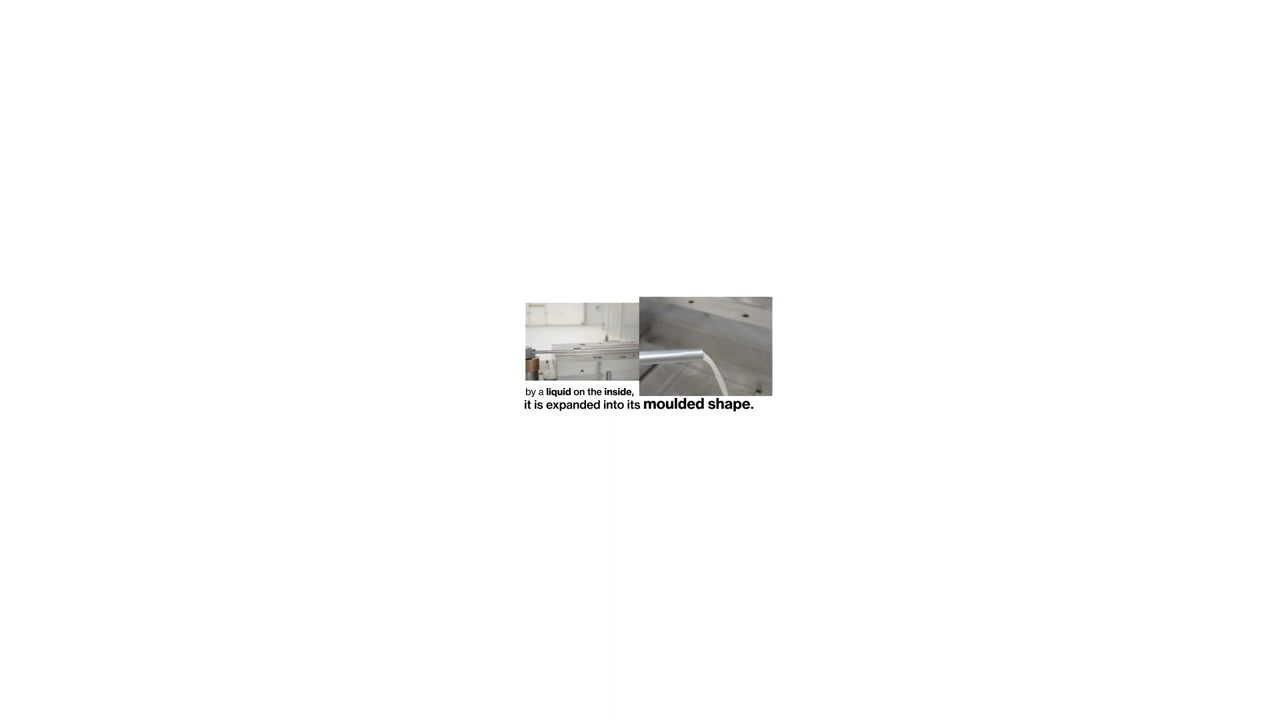 by a liquid on the inside,
it is expanded into its moulded shape.